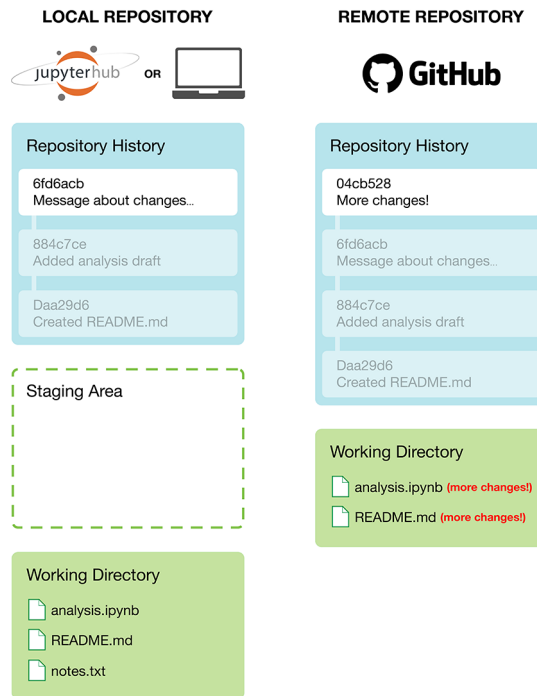 LOCAL REPOSITORY
jupyterhub OR
Repository History
6fd6acb
Message about changes...
884c7ce
Added analysis draft
Daa29d6
Created README.md
Staging Area
Working Directory
analysis.ipynb
README.md
notes.txt
REMOTE REPOSITORY
GitHub
Repository History
04cb528
More changes!
6fd6acb
Message about changes...
884c7ce
Added analysis draft
Daa29d6
Created README.md
Working Directory
analysis.ipynb (more changes!)
README.md (more changes!)